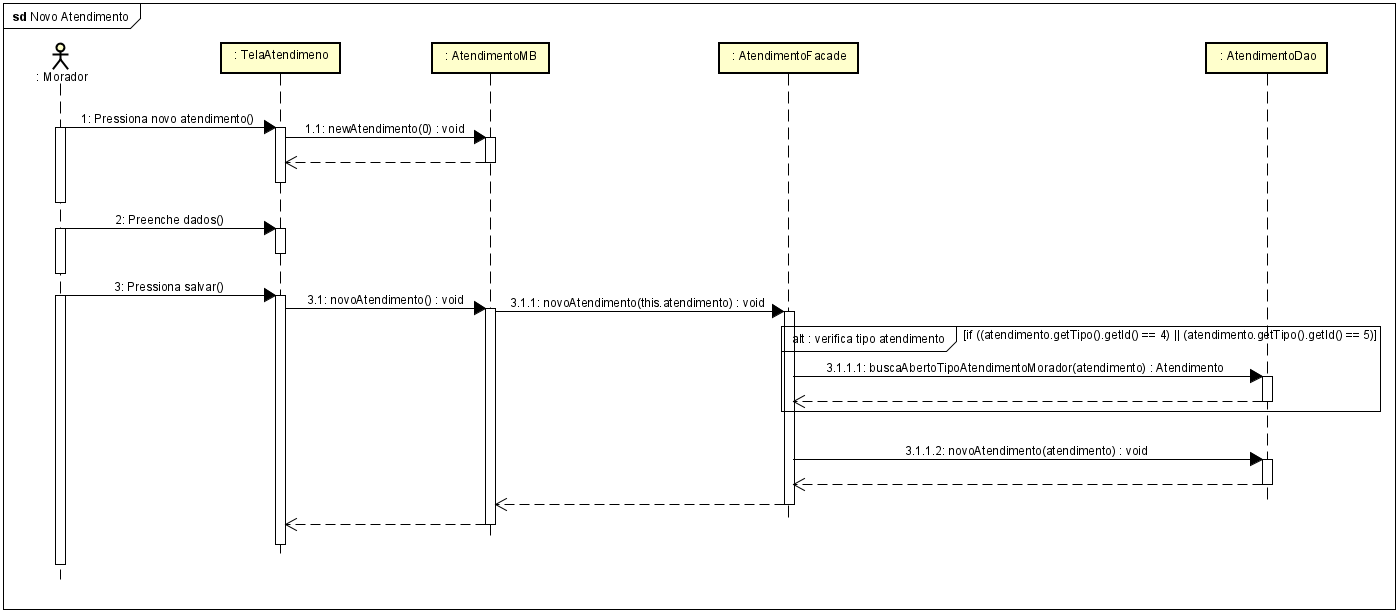 sd Novo Atendimento
: Morador
: TelaAtendimeno
: AtendimentoMB
: AtendimentoFacade
: AtendimentoDao
1: Pressiona novo atendimento()
1.1: newAtendimento(0) : void
2: Preenche dados()
3: Pressiona salvar()
3.1: novoAtendimento() : void
3.1.1: novoAtendimento(this.atendimento) : void
alt : verifica tipo atendimento
[if ((atendimento.getTipo().getId() == 4) || (atendimento.getTipo().getId() == 5)]
3.1.1.1: buscaAbertoTipoAtendimentoMorador(atendimento) : Atendimento
3.1.1.2: novoAtendimento(atendimento) : void